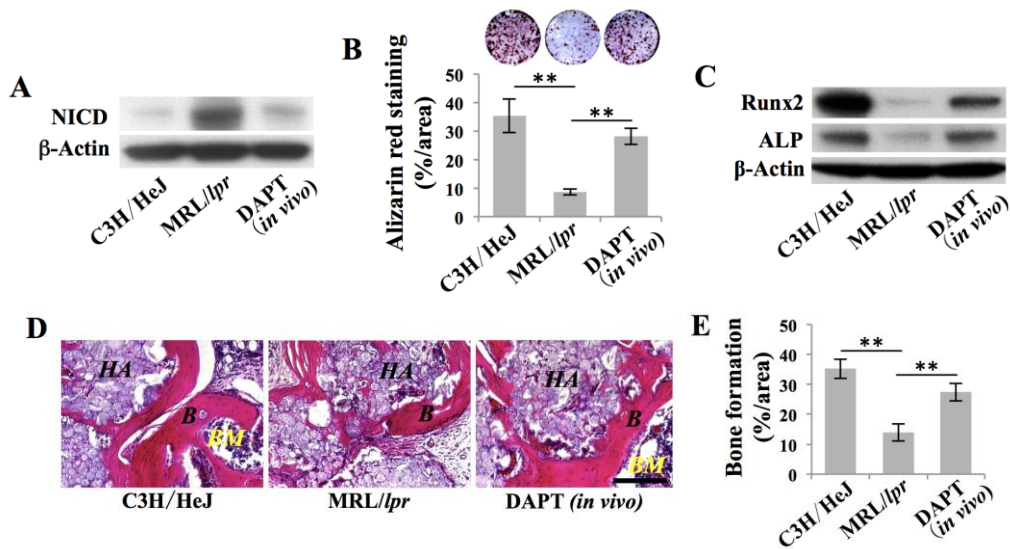 A
NICD
β-Actin
C3H/HeJ
MRL/lpr
DAPT
(in vivo)
B
Alizarin red staining
(%/area)
50
40
30
20
10
0
**
**
C3H/HeJ
MRL/lpr
DAPT
(in vivo)
C
Runx2
ALP
β-Actin
C3H/HeJ
MRL/lpr
DAPT
(in vivo)
D
HA
B
BM
HA
B
HA
B
BM
C3H/HeJ
MRL/lpr
DAPT (in vivo)
E
Bone formation
(%/area)
50
40
30
20
10
0
**
**
C3H/HeJ
MRL/lpr
DAPT
(in vivo)